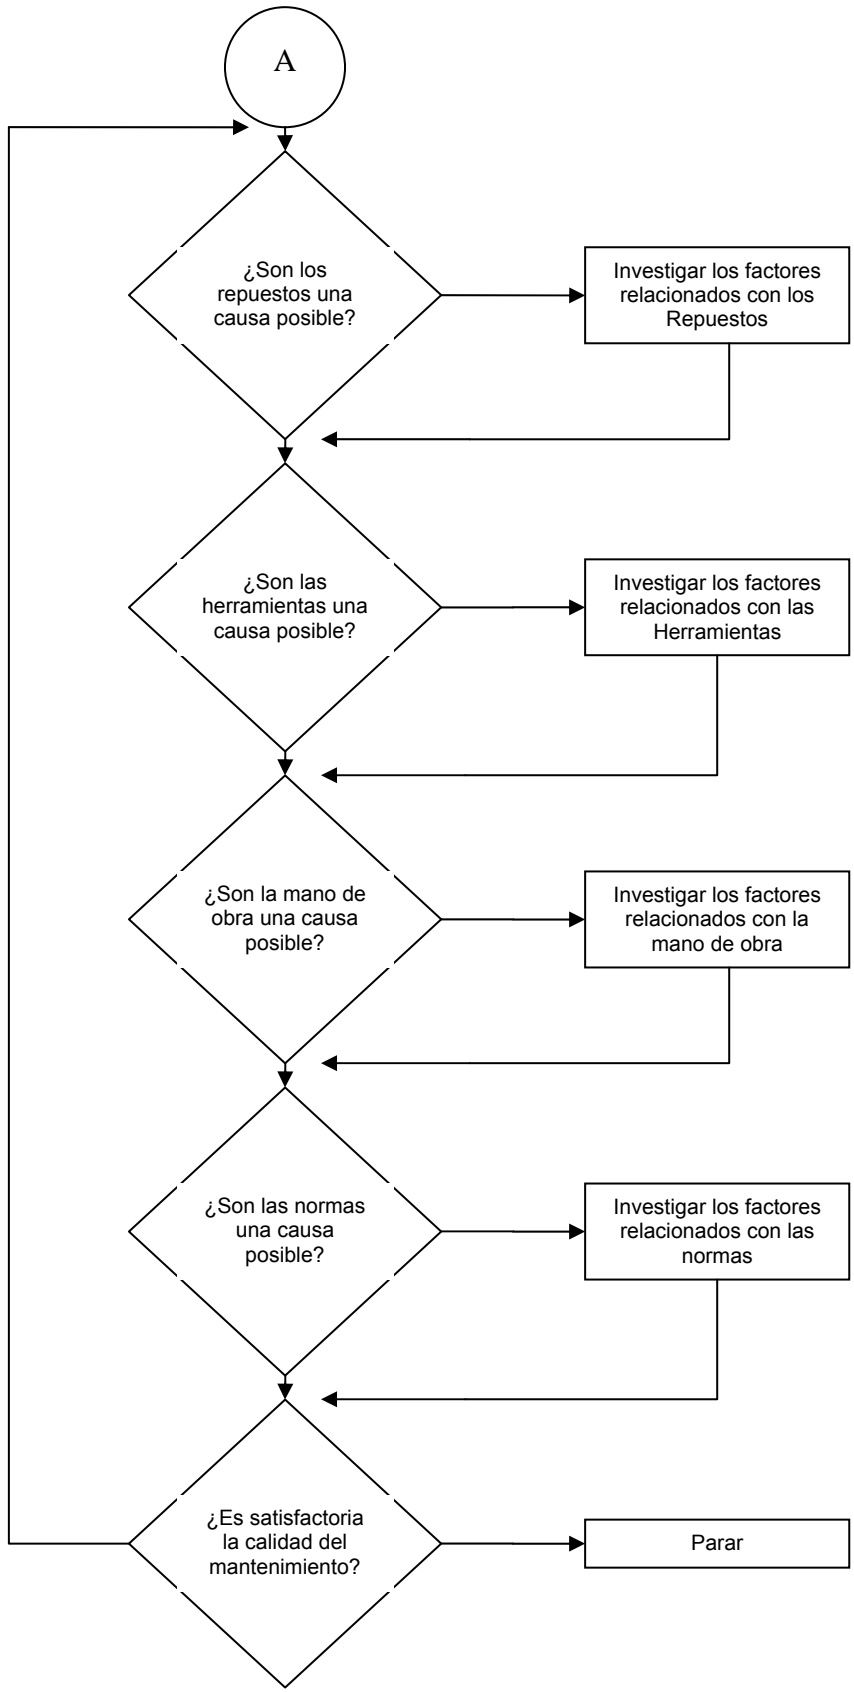 A
¿Son los
repuestos una
causa posible?
Investigar los factores
relacionados con los
Repuestos
¿Son las
herramientas una
causa posible?
Investigar los factores
relacionados con las
Herramientas
¿Son la mano de
obra una causa
posible?
Investigar los factores
relacionados con la
mano de obra
¿Son las normas
una causa
posible?
Investigar los factores
relacionados con las
normas
¿Es satisfactoria
la calidad del
mantenimiento?
Parar